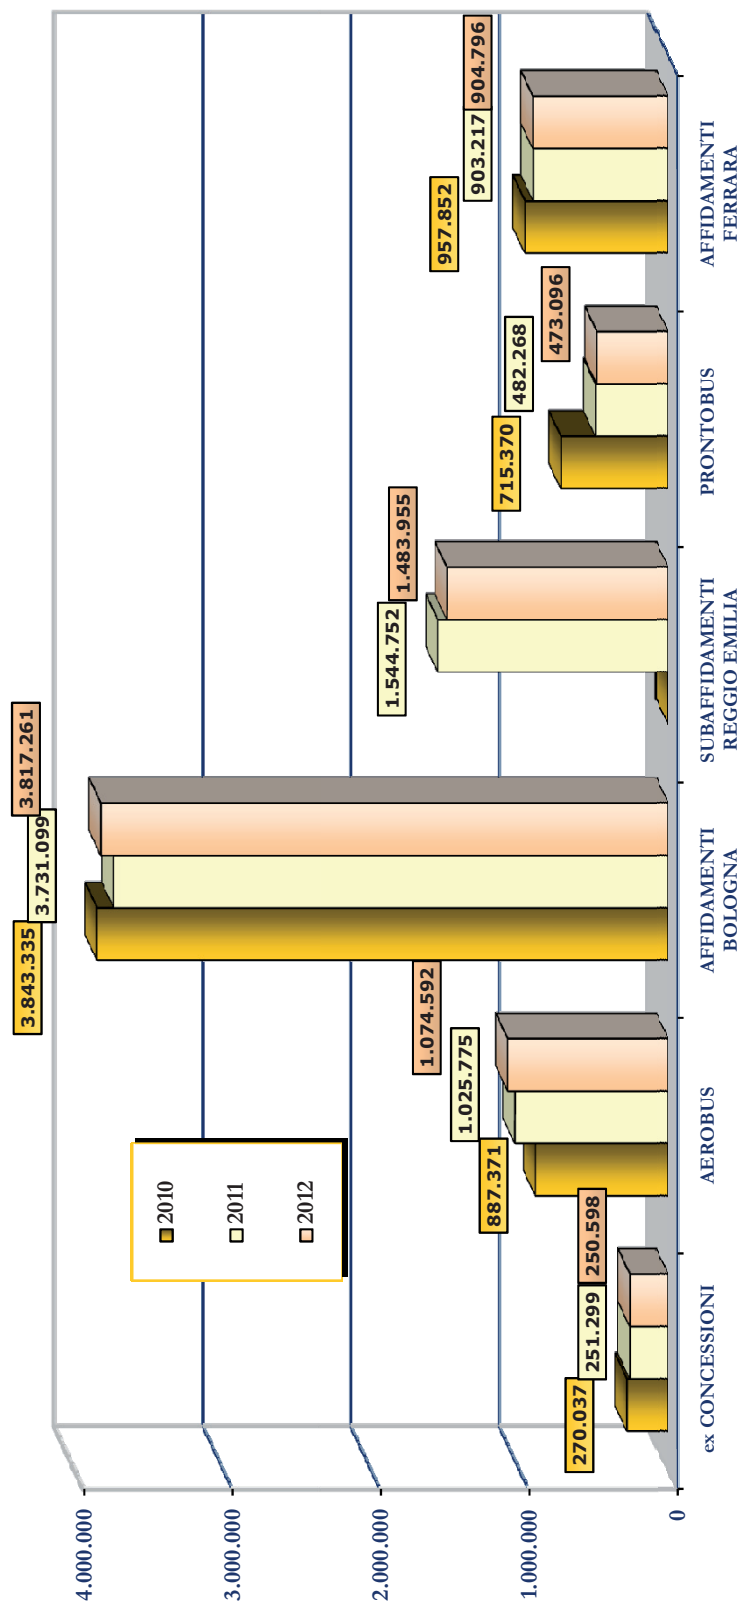 4.000.000
3.000.000
2.000.000
1.000.000
0
2010
2011
2012
270.037
251.299
250.598
887.371
1.025.775
1.074.592
3.843.335
3.731.099
3.817.261
1.544.752
1.483.955
715.370
482.268
473.096
957.852
903.217
904.796
ex CONCESSIONI
AEROBUS
AFFIDAMENTI
BOLOGNA
SUBAFFIDAMENTI
REGGIO EMILIA
PRONTOBUS
AFFIDAMENTI
FERRARA